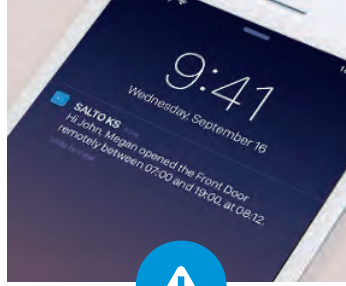 9:41
Wednesday, September 16
SALTO KS now
Hi John, Megan opened the Front Door
remotely between 07:00 and 19:00, at 08:12.